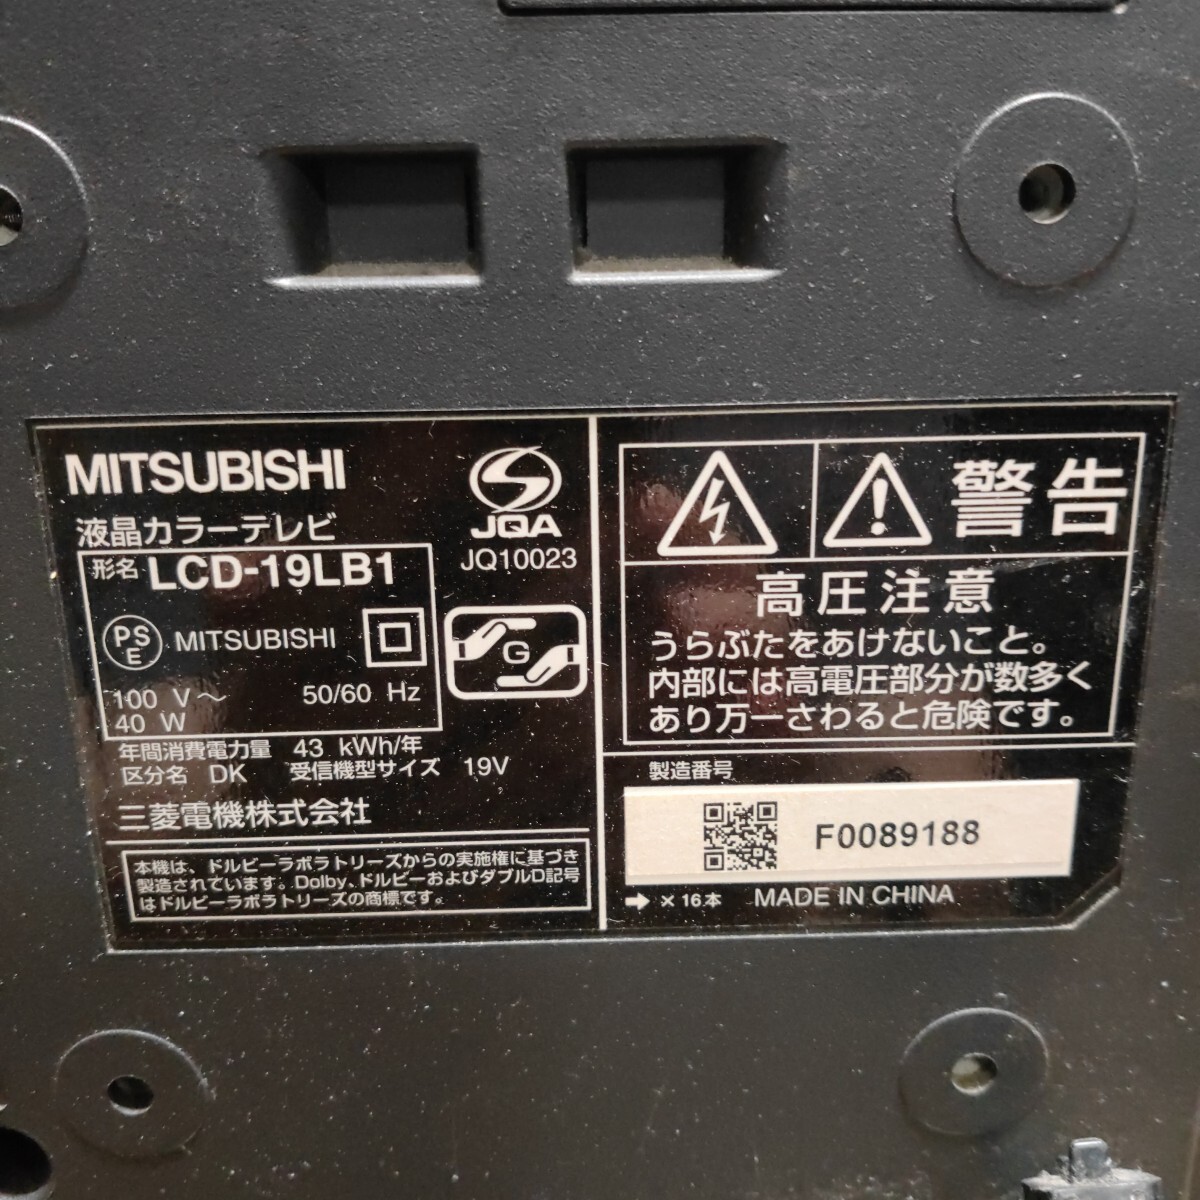 MITSUBISHI
液晶カラーテレビ
形名 LCD-19LB1
PSE MITSUBISHI
100 V～ 50/60 Hz
40 W
年間消費電力量 43 kWh/年
区分名 DK 受信機型サイズ 19V
三菱電機株式会社
本機は、ドルビーラボラトリーズからの実施権に基づき
製造されています。Dolby、ドルビーおよびダブルD記号
はドルビーラボラトリーズの商標です。
JQA
JQ10023
G
警告
高圧注意
うらぶたをあけないこと。
内部には高電圧部分が数多く
あり万一さわると危険です。
製造番号
F0089188
➡ × 16本 MADE IN CHINA